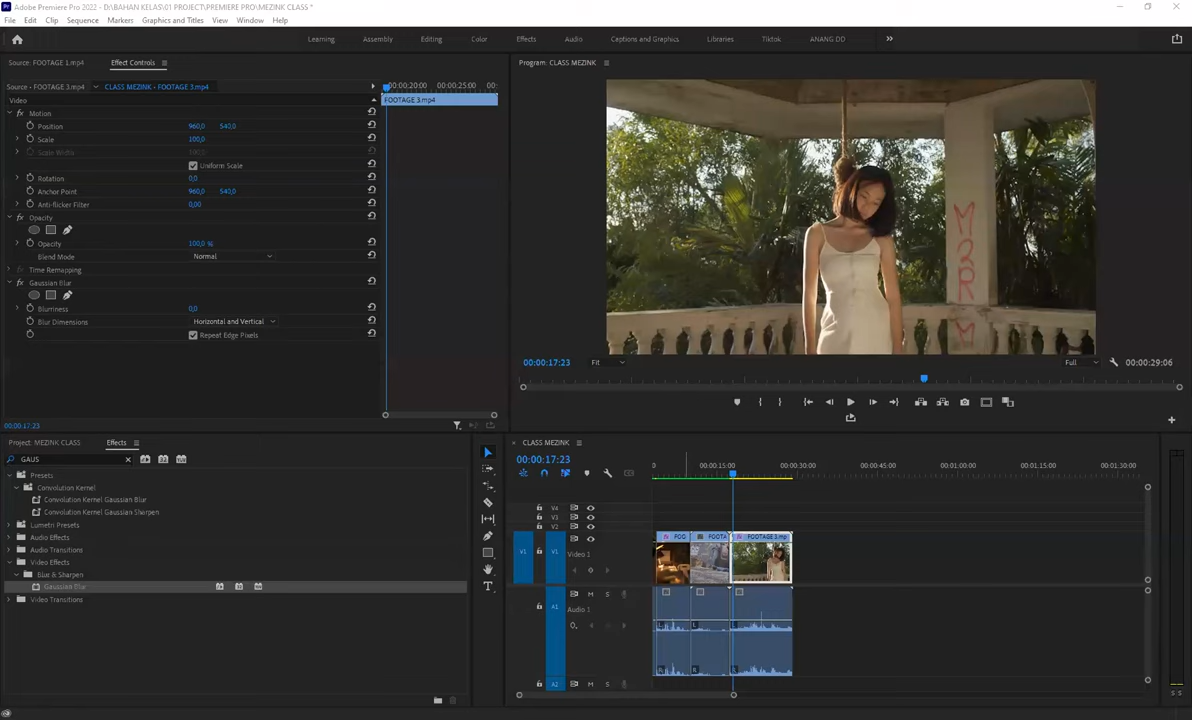 Adobe Premiere Pro 2022 - D:\BAHAN KELAS\01 PROJECT\PREMIERE PRO\MEZINK CLASS *
File Edit Clip Sequence Markers Graphics and Titles View Window Help
Learning Assembly Editing Color Effects Audio Captions and Graphics Libraries Tiktok ANANG DD
Source: FOOTAGE 1.mp4 Effect Controls
Program: CLASS MEZINK
Source • FOOTAGE 3.mp4 CLASS MEZINK • FOOTAGE 3.mp4
00:00:20:00 00:00:25:00 00:
Video
FOOTAGE 3.mp4
Motion
Position 960,0 540,0
Scale 100,0
Scale Width 100,0
Uniform Scale
Rotation 0,0
Anchor Point 960,0 540,0
Anti-flicker Filter 0,00
Opacity
Opacity 100,0 %
Blend Mode Normal
Time Remapping
Gaussian Blur
Blurriness 0,0
Blur Dimensions Horizontal and Vertical
Repeat Edge Pixels
M2RM
00:00:17:23 Fit Full 00:00:29:06
00:00:17:23
Project: MEZINK CLASS Effects
GAUS
Presets
Convolution Kernel
Convolution Kernel Gaussian Blur
Convolution Kernel Gaussian Sharpen
Lumetri Presets
Audio Effects
Audio Transitions
Video Effects
Blur & Sharpen
Gaussian Blur
Video Transitions
CLASS MEZINK
00:00:17:23
0 00:00:15:00 00:00:30:00 00:00:45:00 00:01:00:00 00:01:15:00 00:01:30:00
V4
V3
V2
V1 V1 Video 1
FOO FOOTA FOOTAGE 3.mp
A1 M S
Audio 1
A2 M S
S S